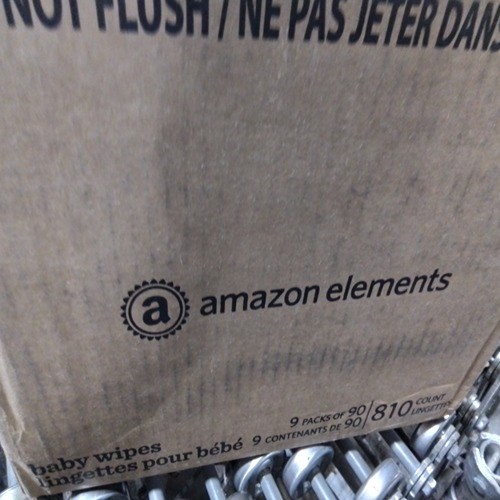 NOT FLUSH / NE PAS JETER DANS
a amazon elements
9 PACKS OF 90 / 810 COUNT
9 CONTENANTS DE 90 / 810 LINGETTES
baby wipes
lingettes pour bébé